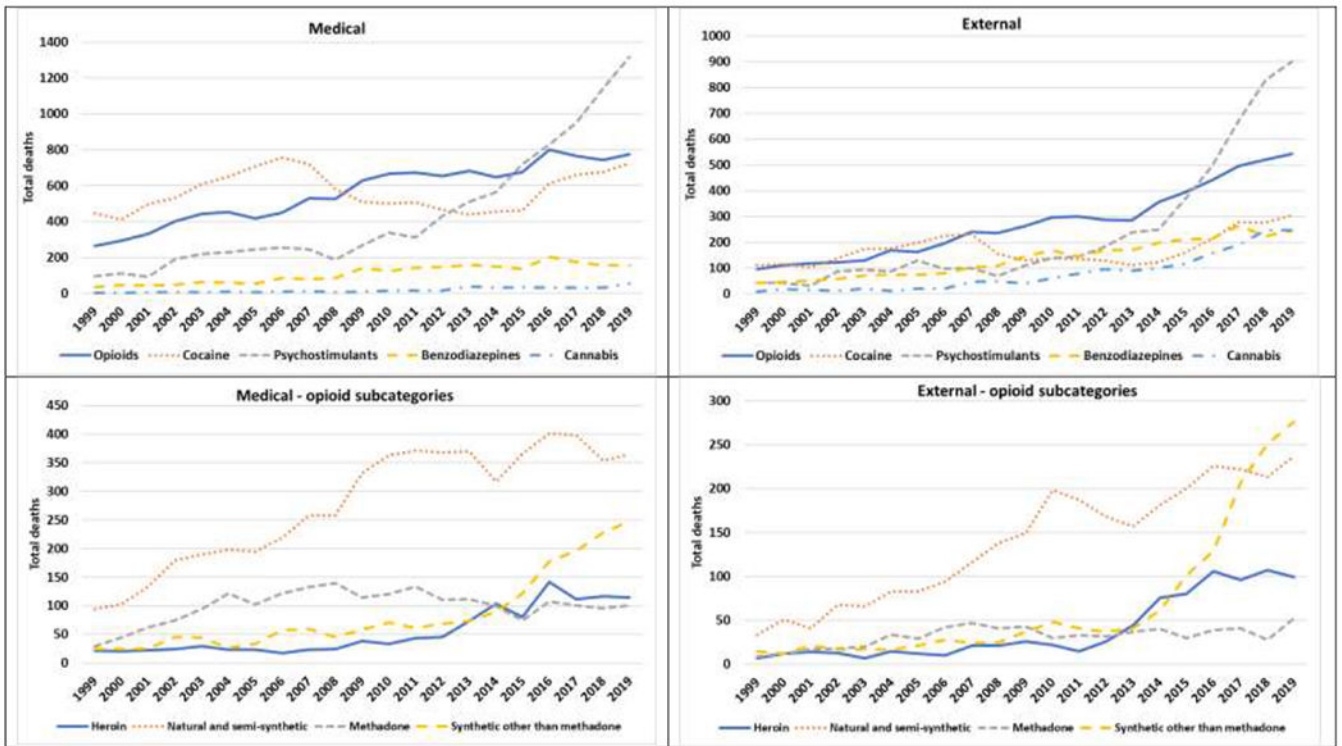 Medical
Total deaths
1400
1200
1000
800
600
400
200
0
1999 2000 2001 2002 2003 2004 2005 2006 2007 2008 2009 2010 2011 2012 2013 2014 2015 2016 2017 2018 2019
Opioids Cocaine Psychostimulants Benzodiazepines Cannabis
External
Total deaths
1000
900
800
700
600
500
400
300
200
100
0
1999 2000 2001 2002 2003 2004 2005 2006 2007 2008 2009 2010 2011 2012 2013 2014 2015 2016 2017 2018 2019
Opioids Cocaine Psychostimulants Benzodiazepines Cannabis
Medical - opioid subcategories
Total deaths
450
400
350
300
250
200
150
100
50
0
1999 2000 2001 2002 2003 2004 2005 2006 2007 2008 2009 2010 2011 2012 2013 2014 2015 2016 2017 2018 2019
Heroin Natural and semi-synthetic Methadone Synthetic other than methadone
External - opioid subcategories
Total deaths
300
250
200
150
100
50
0
1999 2000 2001 2002 2003 2004 2005 2006 2007 2008 2009 2010 2011 2012 2013 2014 2015 2016 2017 2018 2019
Heroin Natural and semi-synthetic Methadone Synthetic other than methadone